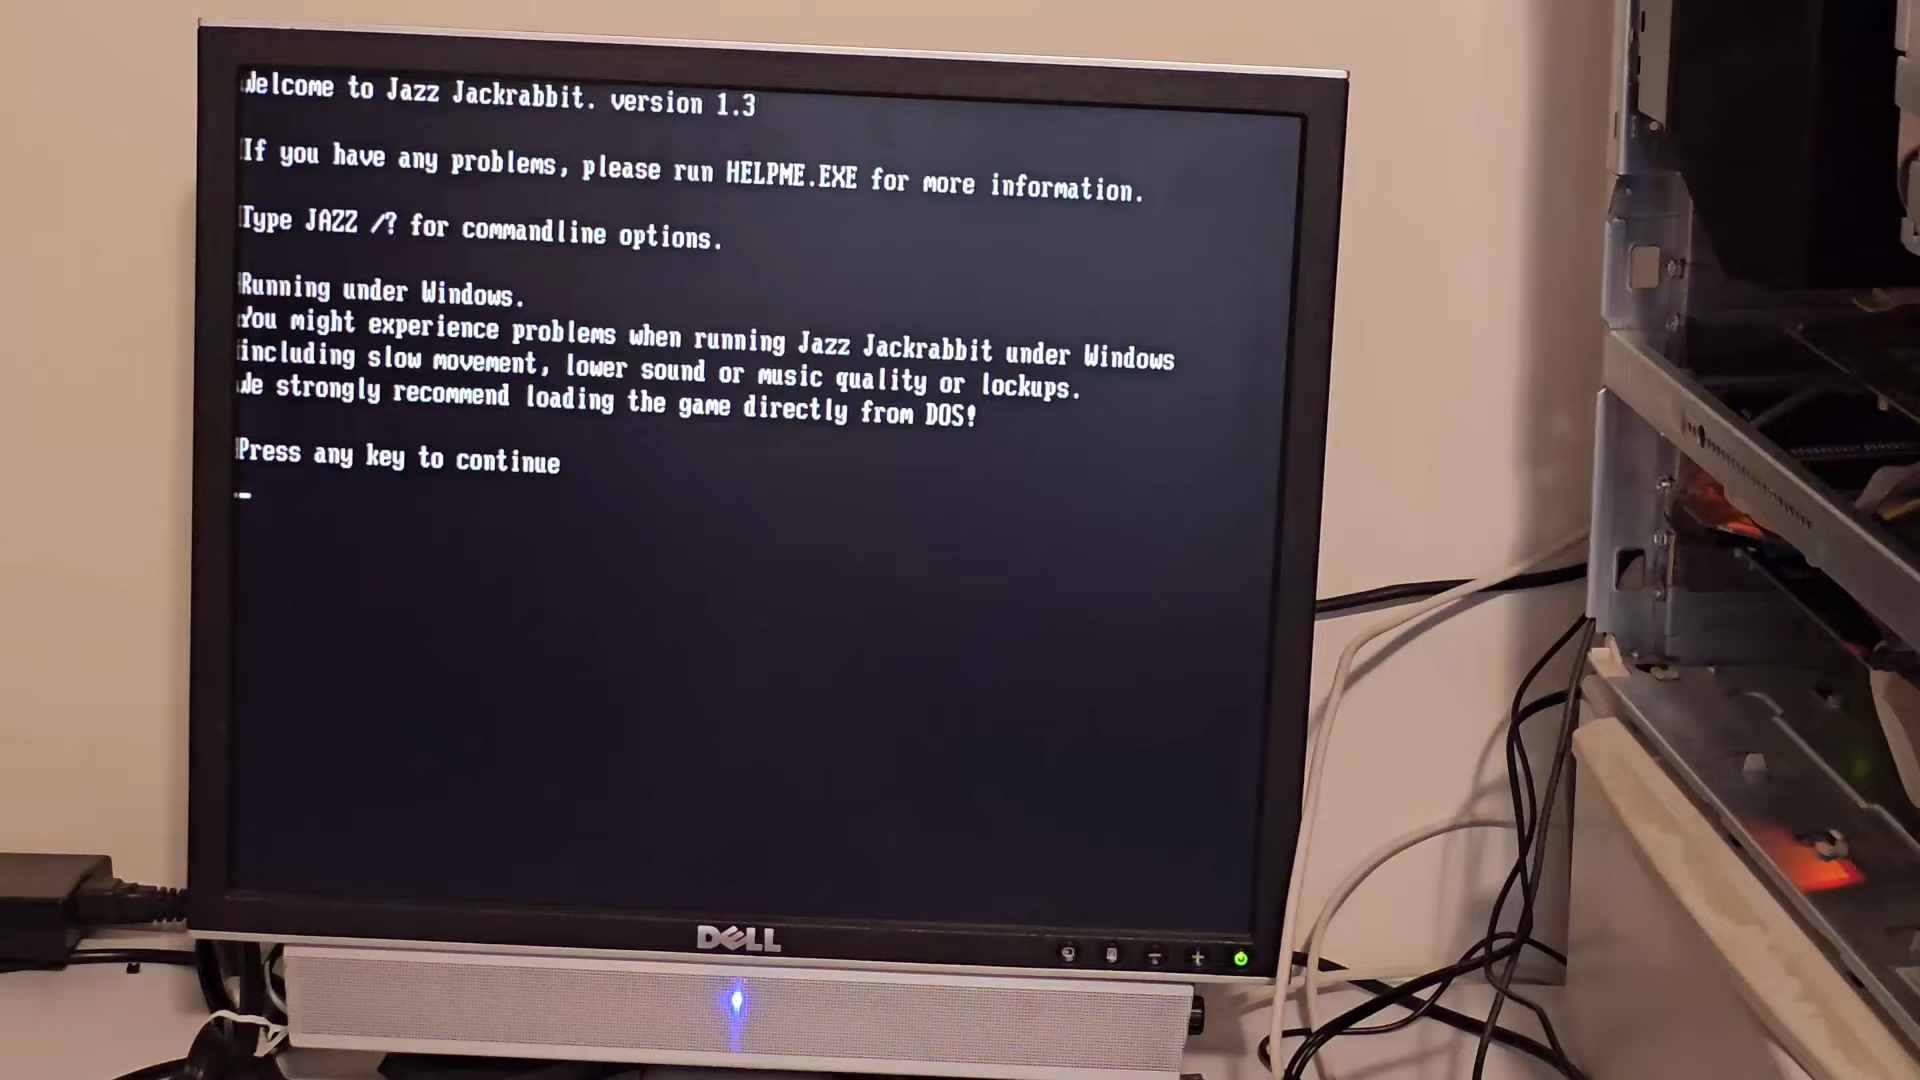 Welcome to Jazz Jackrabbit. version 1.3
If you have any problems, please run HELPME.EXE for more information.
Type JAZZ /? for commandline options.
Running under Windows.
You might experience problems when running Jazz Jackrabbit under Windows
including slow movement, lower sound or music quality or lockups.
We strongly recommend loading the game directly from DOS!
Press any key to continue
DELL